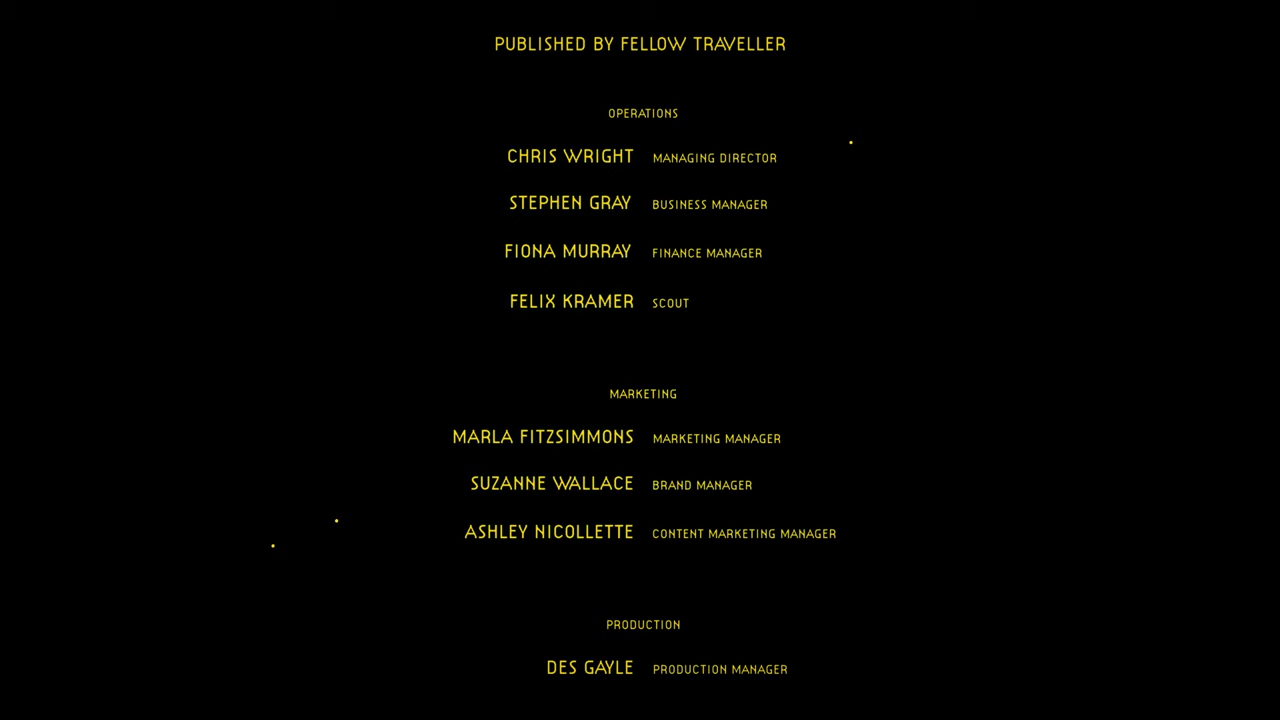 PUBLISHED BY FELLOW TRAVELLER
OPERATIONS
CHRIS WRIGHT MANAGING DIRECTOR
STEPHEN GRAY BUSINESS MANAGER
FIONA MURRAY FINANCE MANAGER
FELIX KRAMER SCOUT
MARKETING
MARLA FITZSIMMONS MARKETING MANAGER
SUZANNE WALLACE BRAND MANAGER
ASHLEY NICOLLETTE CONTENT MARKETING MANAGER
PRODUCTION
DES GAYLE PRODUCTION MANAGER